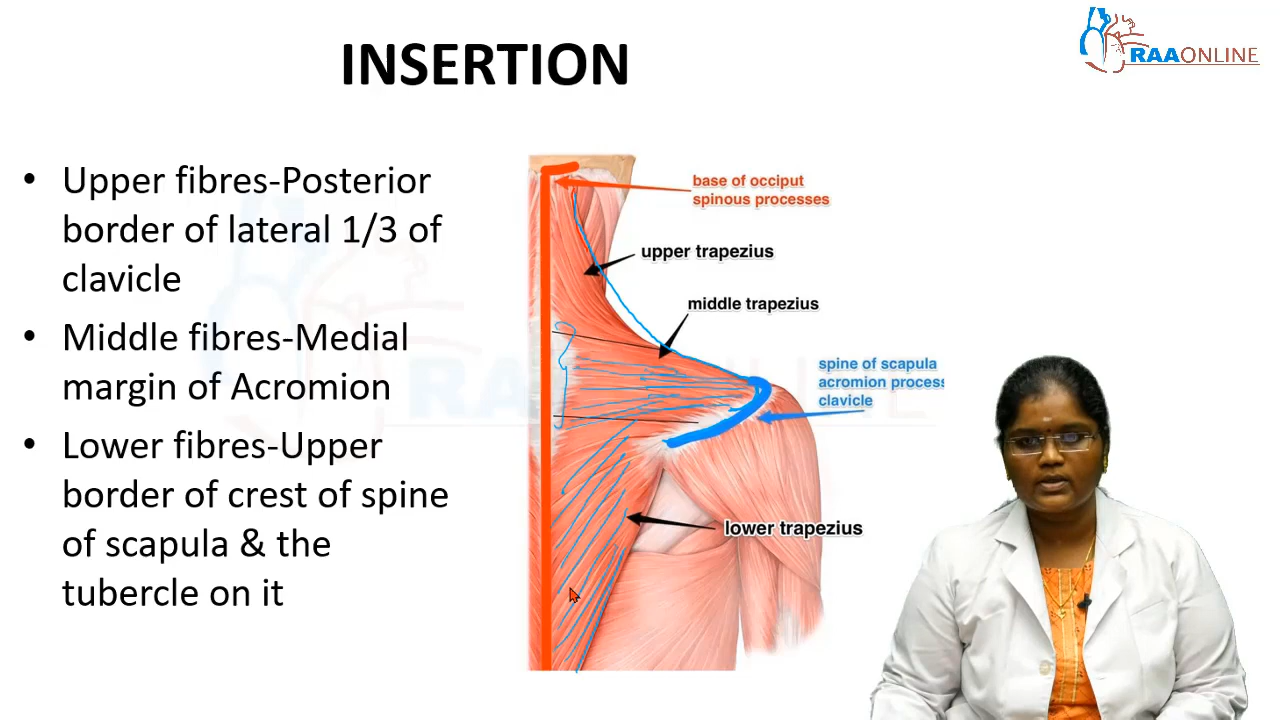 INSERTION
RAAONLINE
• Upper fibres-Posterior
border of lateral 1/3 of
clavicle
• Middle fibres-Medial
margin of Acromion
• Lower fibres-Upper
border of crest of spine
of scapula & the
tubercle on it
base of occiput
spinous processes
upper trapezius
middle trapezius
spine of scapula
acromion process
clavicle
lower trapezius